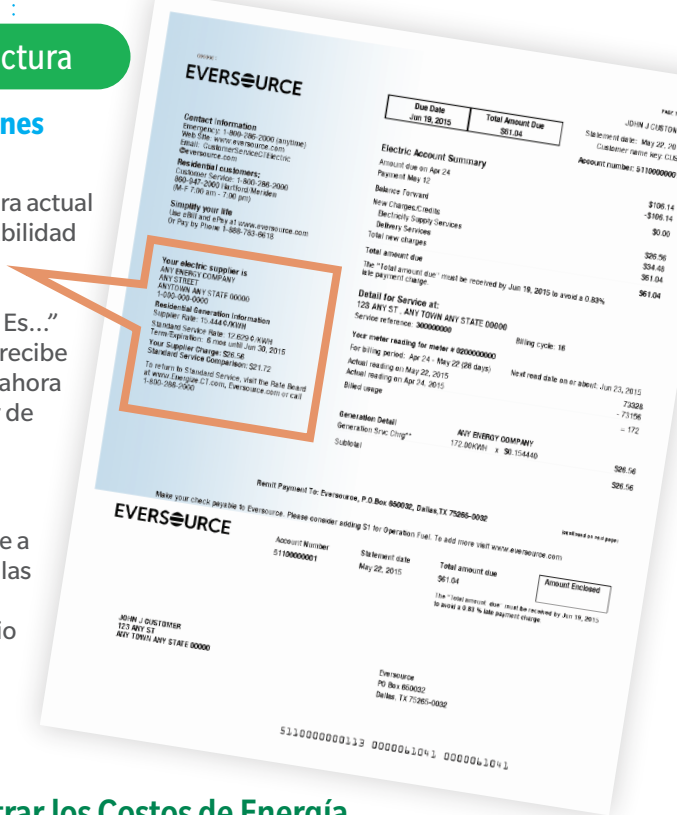 :
ctura
nes
ra actual
bilidad
Es…”
recibe
ahora
de
e a
las
io
trar los Costos de Energía
EVERSOURCE
Contact Information
Emergency: 1-800-286-2000 (anytime)
Web Site: www.eversource.com
Email: CustomerServiceCTElectric
@eversource.com
Residential customers;
Customer Service: 1-800-286-2000
860-947-2000 Hartford/Meriden
(M-F 7:00 am - 7:00 pm)
Simplify your life
Use eBill and ePay at www.eversource.com
Or Pay by Phone 1-888-783-6618
Your electric supplier is
ANY ENERGY COMPANY
ANY STREET
ANYTOWN ANY STATE 00000
1-000-000-0000
Residential Generation Information
Supplier Rate: 15.444 ¢/KWH
Standard Service Rate: 12.629 ¢/KWH
Term/Expiration: 6 mos until Jun 30, 2015
Your Supplier Charge: $26.56
Standard Service Comparison: $21.72
To return to Standard Service, visit the Rate Board
at www.Energize.CT.com, Eversource.com or call
1-800-286-2000
Due Date Total Amount Due
Jun 19, 2015 $61.04
PAGE 1
JOHN J CUSTOM
Statement date: May 22, 20
Customer name key: CUS
Account number: 5110000000
Electric Account Summary
Amount due on Apr 24 $106.14
Payment May 12 -$106.14
Balance Forward $0.00
New Charges/Credits
Electricity Supply Services $26.56
Delivery Services $34.48
Total new charges $61.04
Total amount due $61.04
The "Total amount due" must be received by Jun 19, 2015 to avoid a 0.83%
late payment charge.
Detail for Service at:
123 ANY ST , ANY TOWN ANY STATE 00000
Service reference: 300000000 Billing cycle: 16
Your meter reading for meter # 0200000000
For billing period: Apr 24 - May 22 (28 days) Next read date on or about: Jun 23, 2015
Actual reading on May 22, 2015 73328
Actual reading on Apr 24, 2015 - 73156
Billed usage = 172
Generation Detail ANY ENERGY COMPANY
Generation Srvc Chrg** 172.00KWH X $0.154440 $26.56
Subtotal $26.56
Remit Payment To: Eversource, P.O.Box 650032, Dallas,TX 75265-0032
(continued on next page)
Make your check payable to Eversource. Please consider adding $1 for Operation Fuel. To add more visit www.eversource.com
EVERSOURCE
Account Number Statement date Total amount due Amount Enclosed
51100000001 May 22, 2015 $61.04
The "Total amount due" must be received by Jun 19, 2015
to avoid a 0.83 % late payment charge.
JOHN J CUSTOMER
123 ANY ST
ANY TOWN ANY STATE 00000
Eversource
PO Box 650032
Dallas, TX 75265-0032
5110000000113 0000061041 0000061041